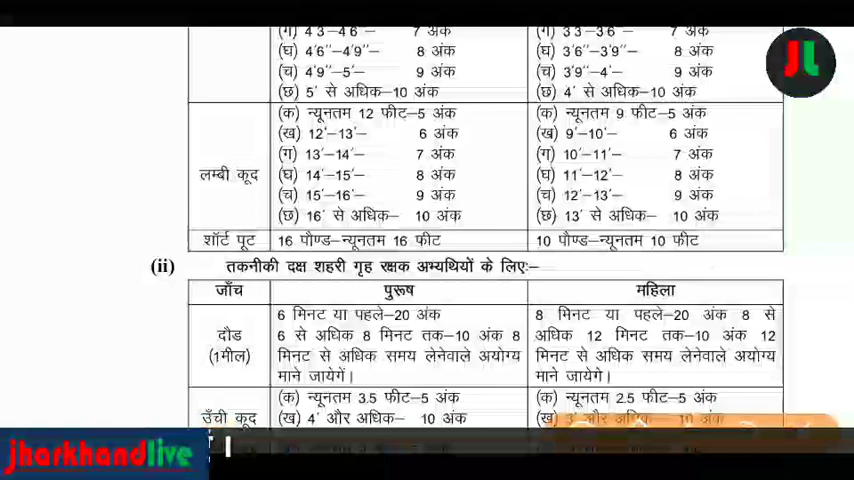 (ग) 4'3''–4'6''– 7 अंक (ग) 3'3''–3'6''– 7 अंक
(घ) 4'6''–4'9''– 8 अंक (घ) 3'6''–3'9''– 8 अंक
(च) 4'9''–5'– 9 अंक (च) 3'9''–4'– 9 अंक
(छ) 5' से अधिक–10 अंक (छ) 4' से अधिक–10 अंक
लम्बी कूद
(क) न्यूनतम 12 फीट–5 अंक (क) न्यूनतम 9 फीट–5 अंक
(ख) 12'–13'– 6 अंक (ख) 9'–10'– 6 अंक
(ग) 13'–14'– 7 अंक (ग) 10'–11'– 7 अंक
(घ) 14'–15'– 8 अंक (घ) 11'–12'– 8 अंक
(च) 15'–16'– 9 अंक (च) 12'–13'– 9 अंक
(छ) 16' से अधिक– 10 अंक (छ) 13' से अधिक– 10 अंक
शॉर्ट पूट 16 पौण्ड–न्यूनतम 16 फीट 10 पौण्ड–न्यूनतम 10 फीट
(ii) तकनीकी दक्ष शहरी गृह रक्षक अभ्यथियों के लिए:–
जाँच पुरूष महिला
दौड
(1मील)
6 मिनट या पहले–20 अंक
6 से अधिक 8 मिनट तक–10 अंक 8
मिनट से अधिक समय लेनेवाले अयोग्य
माने जायेगें।
8 मिनट या पहले–20 अंक 8 से
अधिक 12 मिनट तक–10 अंक 12
मिनट से अधिक समय लेनेवाले अयोग्य
माने जायेगे।
उँची कूद
(क) न्यूनतम 3.5 फीट–5 अंक (क) न्यूनतम 2.5 फीट–5 अंक
(ख) 4' और अधिक– 10 अंक (ख) 3' और अधिक– 10 अंक
JL
Jharkhandlive